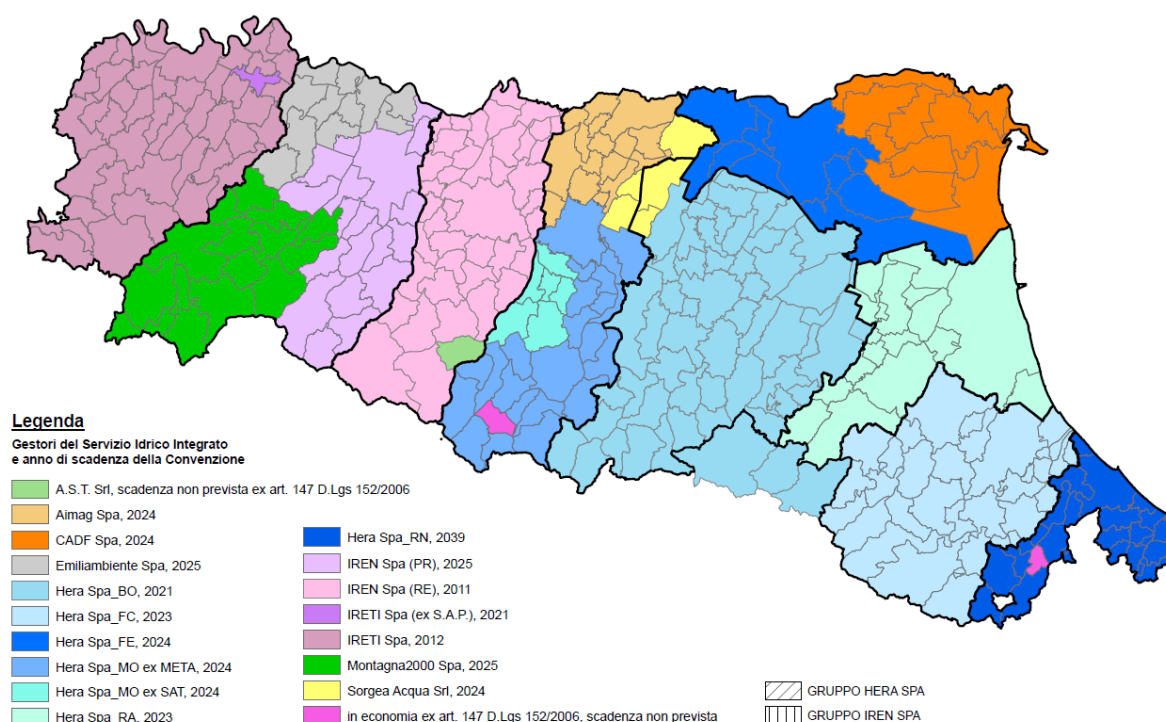 Legenda
Gestori del Servizio Idrico Integrato
e anno di scadenza della Convenzione
A.S.T. Srl, scadenza non prevista ex art. 147 D.Lgs 152/2006
Aimag Spa, 2024
CADF Spa, 2024
Emiliambiente Spa, 2025
Hera Spa_BO, 2021
Hera Spa_FC, 2023
Hera Spa_FE, 2024
Hera Spa_MO ex META, 2024
Hera Spa_MO ex SAT, 2024
Hera Spa_RA, 2023
Hera Spa_RN, 2039
IREN Spa (PR), 2025
IREN Spa (RE), 2011
IRETI Spa (ex S.A.P.), 2021
IRETI Spa, 2012
Montagna2000 Spa, 2025
Sorgea Acqua Srl, 2024
in economia ex art. 147 D.Lgs 152/2006, scadenza non prevista
GRUPPO HERA SPA
GRUPPO IREN SPA